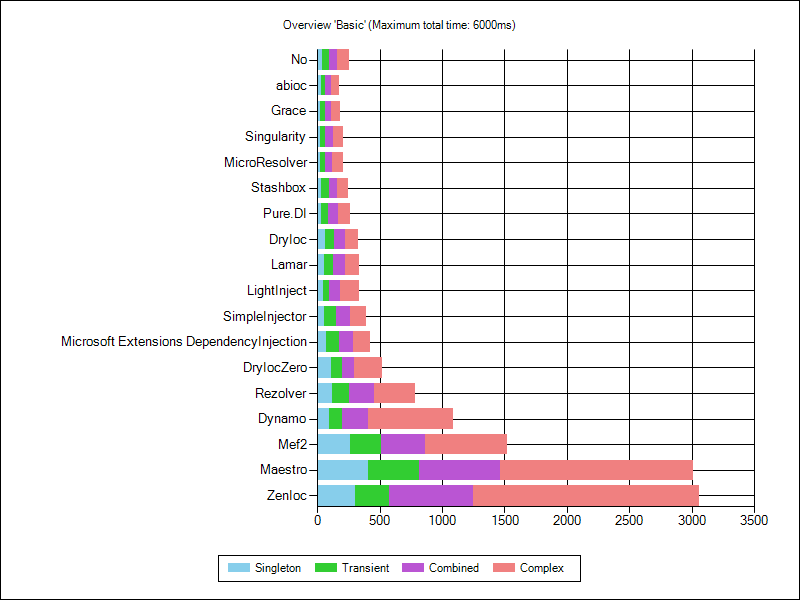 Overview 'Basic' (Maximum total time: 6000ms)
No
abioc
Grace
Singularity
MicroResolver
Stashbox
Pure.DI
DryIoc
Lamar
LightInject
SimpleInjector
Microsoft Extensions DependencyInjection
DryIocZero
Rezolver
Dynamo
Mef2
Maestro
ZenIoc
0 500 1000 1500 2000 2500 3000 3500
Singleton Transient Combined Complex